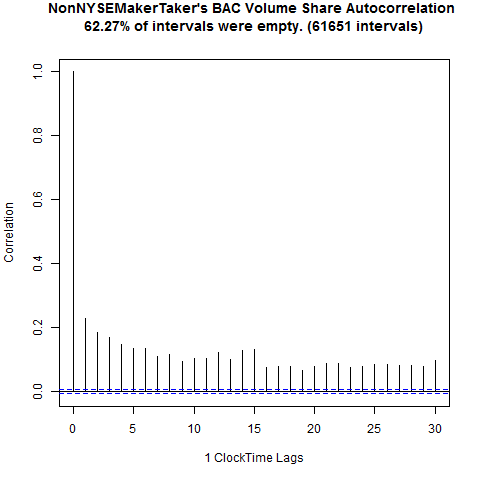 NonNYSEMakerTaker's BAC Volume Share Autocorrelation
62.27% of intervals were empty. (61651 intervals)
1.0
0.8
0.6
0.4
0.2
0.0
Correlation
0 5 10 15 20 25 30
1 ClockTime Lags